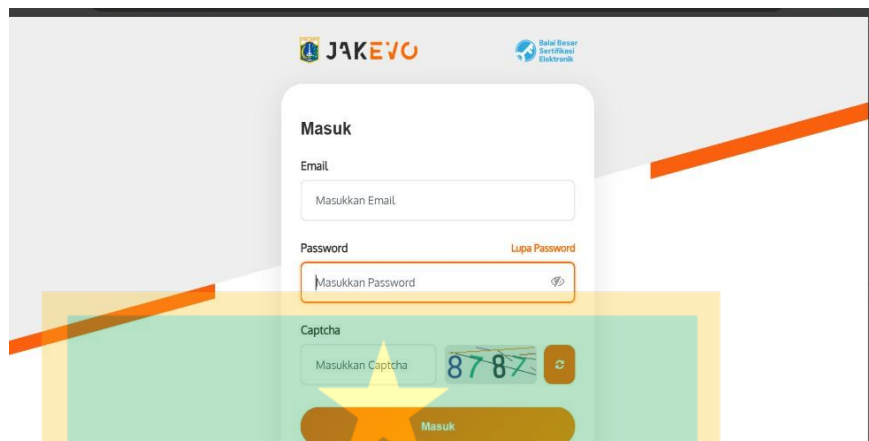 JAKEVO
Balai Besar
Sertifikasi
Elektronik
Masuk
Email
Masukkan Email
Password
Lupa Password
Masukkan Password
Captcha
Masukkan Captcha
8787
Masuk